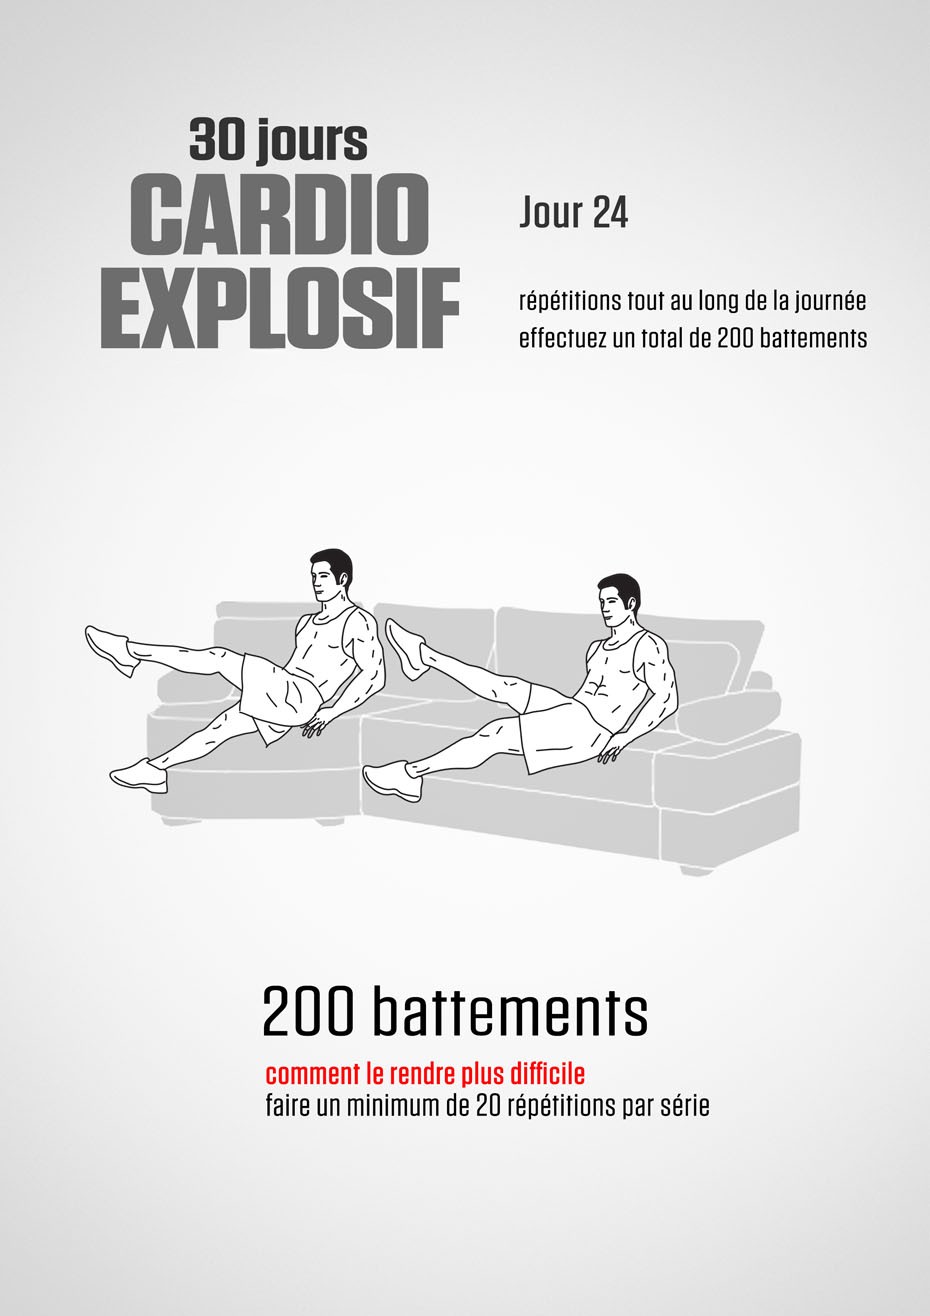 30 jours
CARDIO
EXPLOSIF
Jour 24
répétitions tout au long de la journée
effectuez un total de 200 battements
200 battements
comment le rendre plus difficile
faire un minimum de 20 répétitions par série